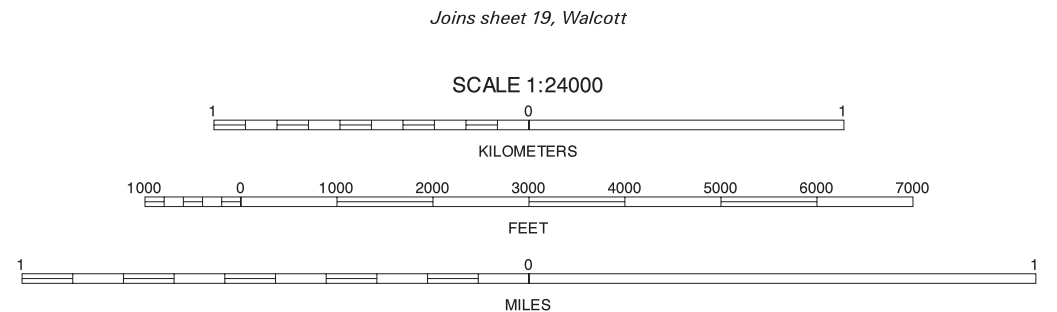 Joins sheet 19, Walcott
SCALE 1:24000
1 0 1
KILOMETERS
1000 0 1000 2000 3000 4000 5000 6000 7000
FEET
1 0 1
MILES